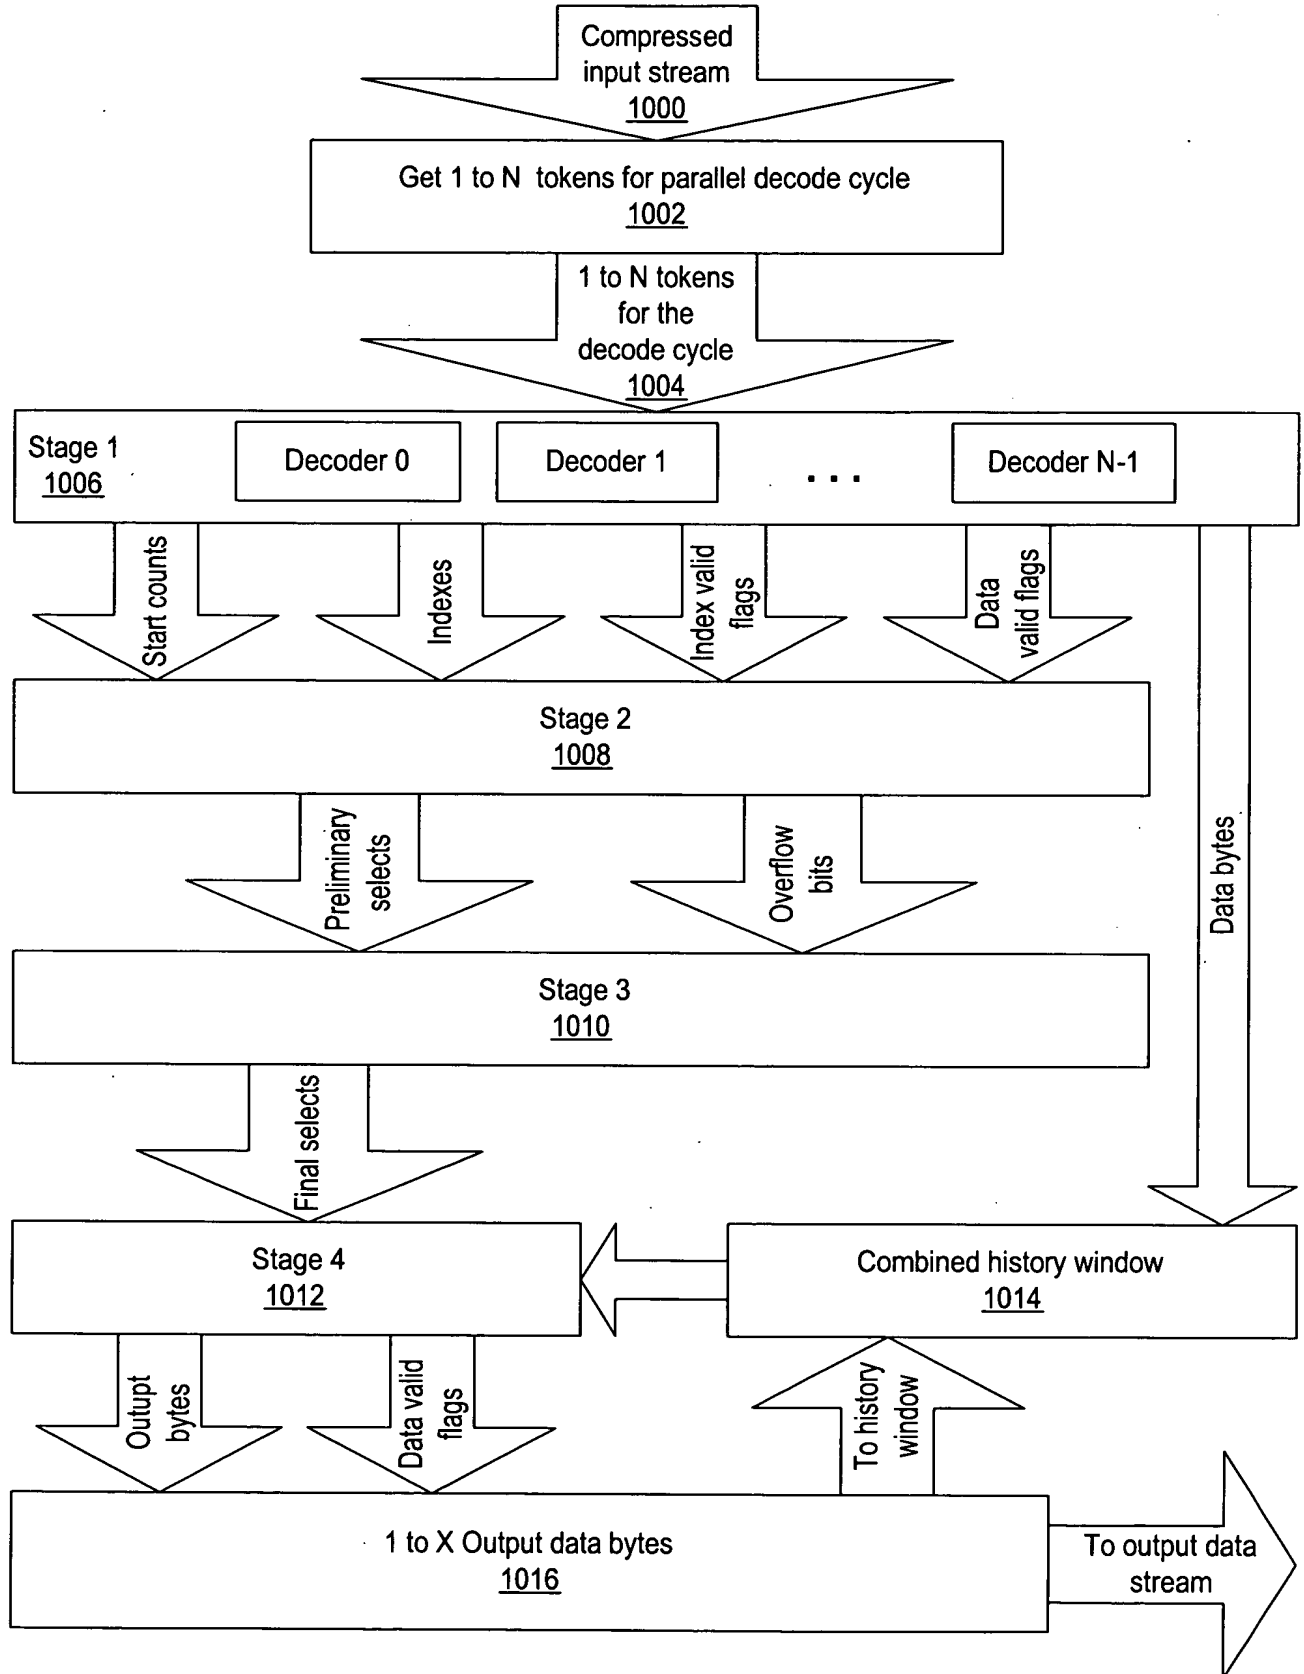 Compressed
input stream
1000
Get 1 to N tokens for parallel decode cycle
1002
1 to N tokens
for the
decode cycle
1004
Stage 1
1006
Decoder 0
Decoder 1
. . .
Decoder N-1
Start counts
Indexes
Index valid
flags
Data
valid flags
Data bytes
Stage 2
1008
Preliminary
selects
Overflow
bits
Stage 3
1010
Final selects
Stage 4
1012
Combined history window
1014
Outupt
bytes
Data valid
flags
To history
window
1 to X Output data bytes
1016
To output data
stream